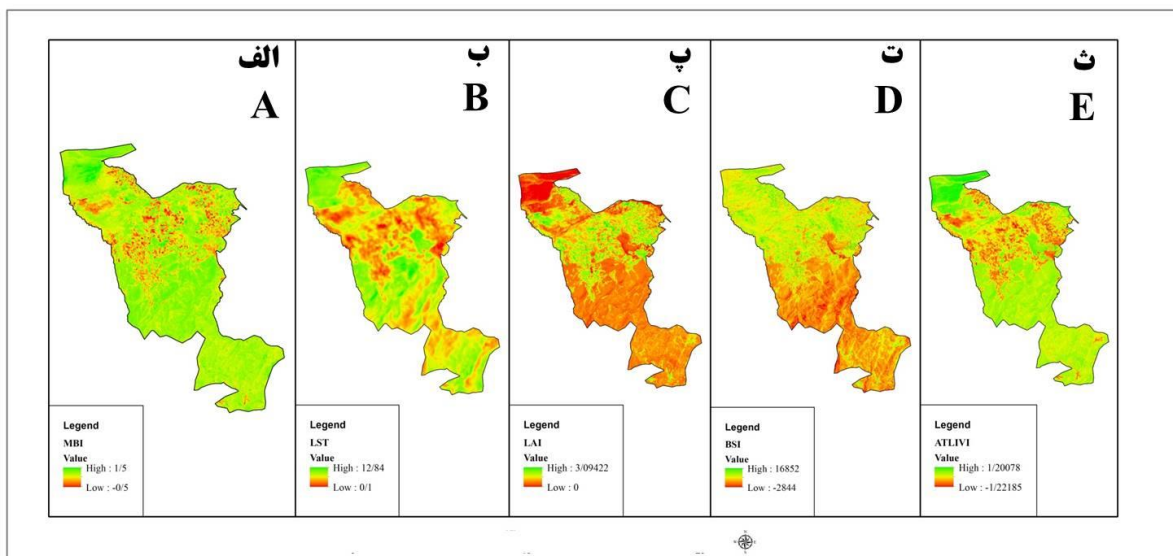 الف
A
Legend
MBI
Value
High : 1/5
Low : -0/5
ب
B
Legend
LST
Value
High : 12/84
Low : 0/1
پ
C
Legend
LAI
Value
High : 3/09422
Low : 0
ت
D
Legend
BSI
Value
High : 16852
Low : -2844
ث
E
Legend
ATLIVI
Value
High : 1/20078
Low : -1/22185